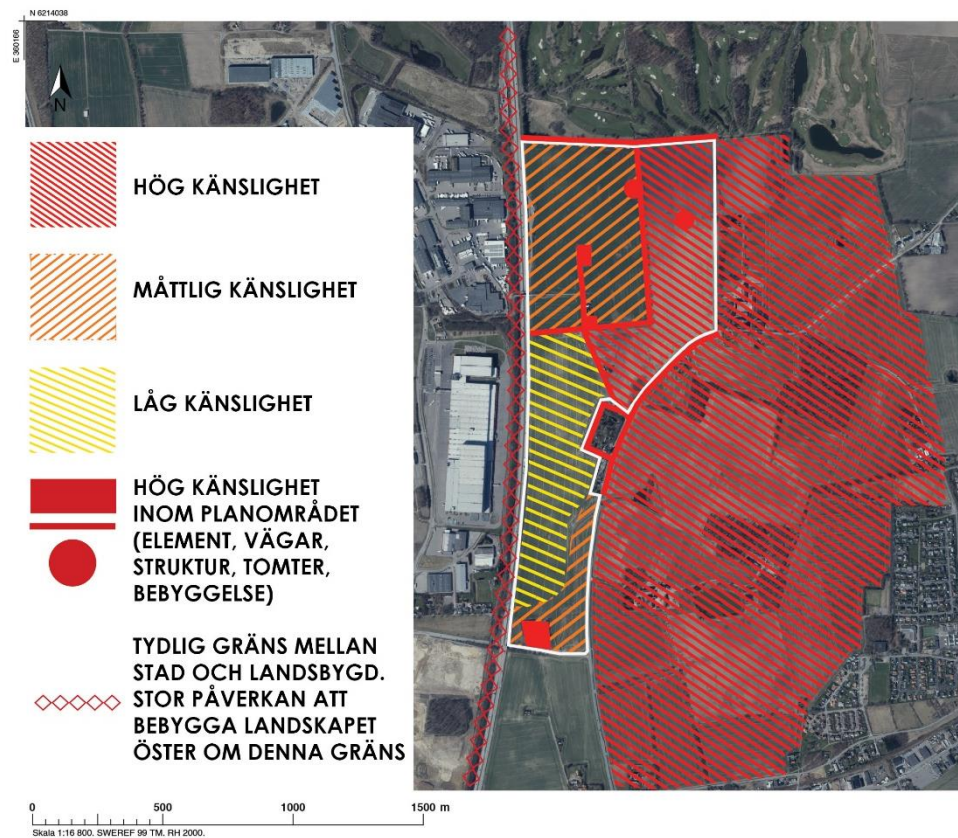 N 6214038
E 360166
N
HÖG KÄNSLIGHET
MÅTTLIG KÄNSLIGHET
LÅG KÄNSLIGHET
HÖG KÄNSLIGHET
INOM PLANOMRÅDET
(ELEMENT, VÄGAR,
STRUKTUR, TOMTER,
BEBYGGELSE)
TYDLIG GRÄNS MELLAN
STAD OCH LANDSBYGD.
STOR PÅVERKAN ATT
BEBYGGA LANDSKAPET
ÖSTER OM DENNA GRÄNS
0 500 1000 1500 m
Skala 1:16 800. SWEREF 99 TM. RH 2000.